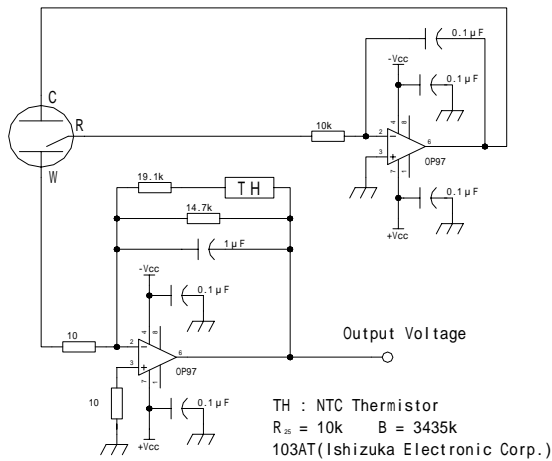 0.1μF
-Vcc
0.1μF
C
R
10k
4
8
2
6
3
OP97
7
1
W
19.1k
TH
0.1μF
14.7k
+Vcc
1μF
-Vcc
0.1μF
Output Voltage
10
4
8
2
6
3
OP97
7
1
10
0.1μF
+Vcc
TH : NTC Thermistor
R₂₅ = 10k B = 3435k
103AT(Ishizuka Electronic Corp.)